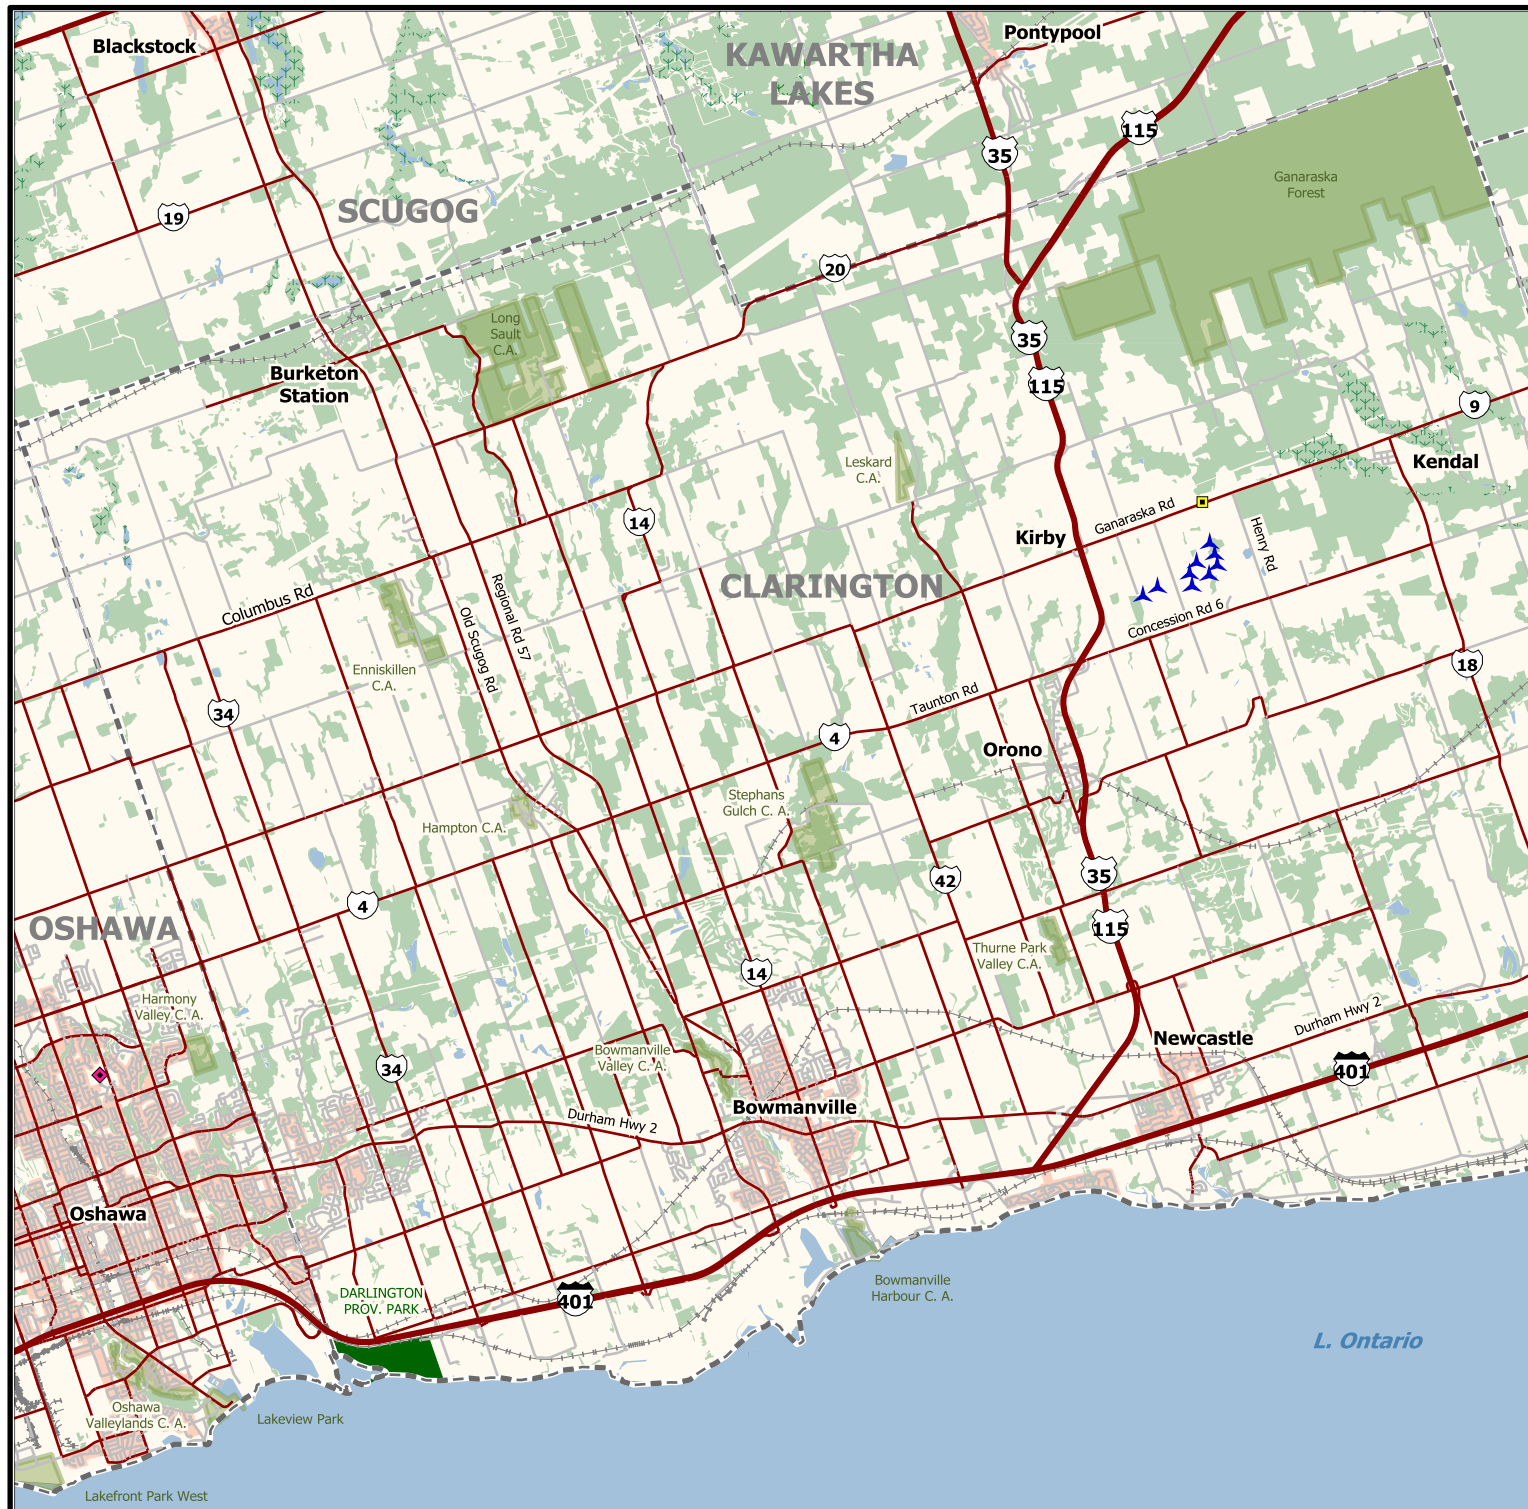 Blackstock
Pontypool
KAWARTHA
LAKES
115
35
Ganaraska
Forest
SCUGOG
19
20
Long
Sault
C.A.
35
Burketon
Station
115
9
Leskard
C.A.
Kendal
14
Ganaraska Rd
Kirby
Henry Rd
CLARINGTON
Columbus Rd
Regional Rd 57
Old Scugog Rd
Concession Rd 6
Enniskillen
C.A.
18
34
Taunton Rd
4
Orono
Stephans
Gulch C. A.
Hampton C.A.
42
35
4
OSHAWA
115
Thurne Park
Valley C.A.
14
Harmony
Valley C. A.
Durham Hwy 2
Newcastle
Bowmanville
Valley C. A.
34
401
Bowmanville
Durham Hwy 2
Oshawa
Bowmanville
Harbour C. A.
DARLINGTON
PROV. PARK
401
L. Ontario
Oshawa
Valleylands C. A.
Lakeview Park
Lakefront Park West